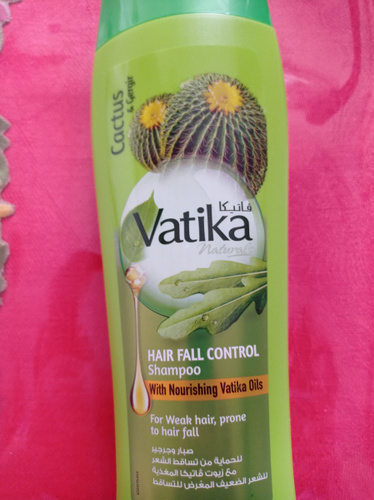 Cactus
& Gergir
فاتيكا
Vatika
Naturals
HAIR FALL CONTROL
Shampoo
With Nourishing Vatika Oils
For Weak hair, prone
to hair fall
صبار وجرجير
للحماية من تساقط الشعر
مع زيوت ڤاتيكا المغذية
للشعر الضعيف المعرض للتساقط